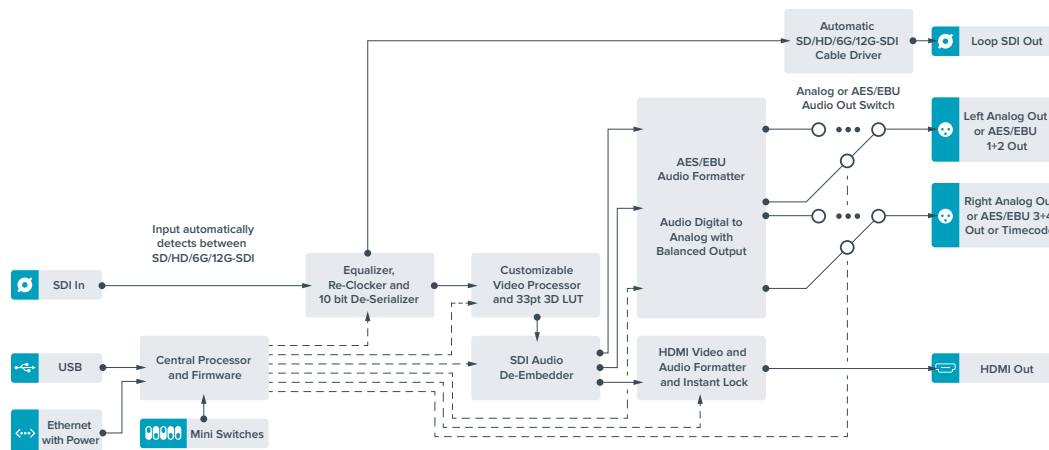 Automatic
SD/HD/6G/12G-SDI
Cable Driver
Loop SDI Out
Analog or AES/EBU
Audio Out Switch
Left Analog Out
or AES/EBU
1+2 Out
AES/EBU
Audio Formatter
Right Analog Ou
or AES/EBU 3+4
Out or Timecode
Audio Digital to
Analog with
Balanced Output
Input automatically
detects between
SD/HD/6G/12G-SDI
SDI In
Equalizer,
Re-Clocker and
10 bit De-Serializer
Customizable
Video Processor
and 33pt 3D LUT
USB
Central Processor
and Firmware
SDI Audio
De-Embedder
HDMI Video and
Audio Formatter
and Instant Lock
HDMI Out
Ethernet
with Power
Mini Switches